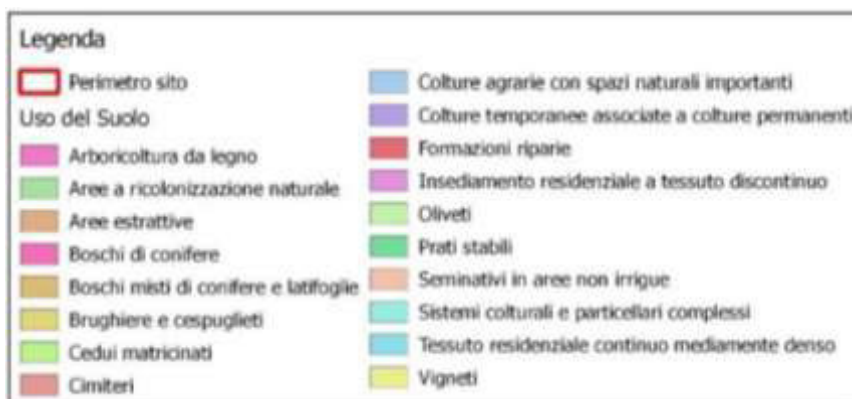 Legenda
Perimetro sito
Uso del Suolo
Arboricoltura da legno
Aree a ricolonizzazione naturale
Aree estrattive
Boschi di conifere
Boschi misti di conifere e latifoglie
Brughiere e cespuglieti
Cedui matricinati
Cimiteri
Colture agrarie con spazi naturali importanti
Colture temporanee associate a colture permanenti
Formazioni riparie
Insediamento residenziale a tessuto discontinuo
Oliveti
Prati stabili
Seminativi in aree non irrigue
Sistemi colturali e particellari complessi
Tessuto residenziale continuo mediamente denso
Vigneti